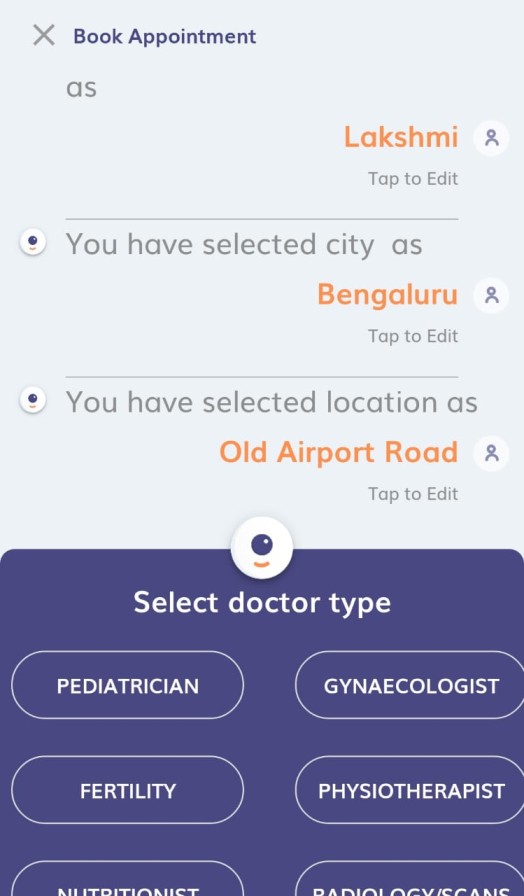 Book Appointment
as
Lakshmi
Tap to Edit
You have selected city  as
Bengaluru
Tap to Edit
You have selected location as
Old Airport Road
Tap to Edit
Select doctor type
PEDIATRICIAN
GYNAECOLOGIST
FERTILITY
PHYSIOTHERAPIST
NUTRITIONIST
RADIOLOGY/SCANS